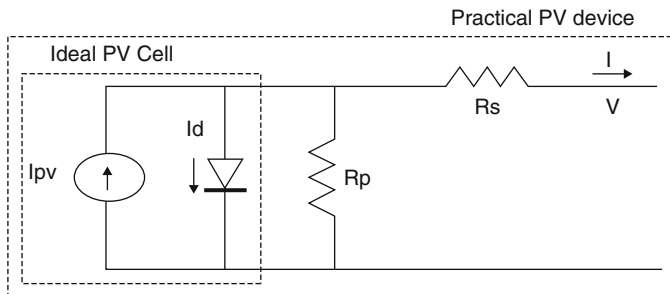 Practical PV device
Ideal PV Cell
I
Rs
V
Id
Ipv
Rp